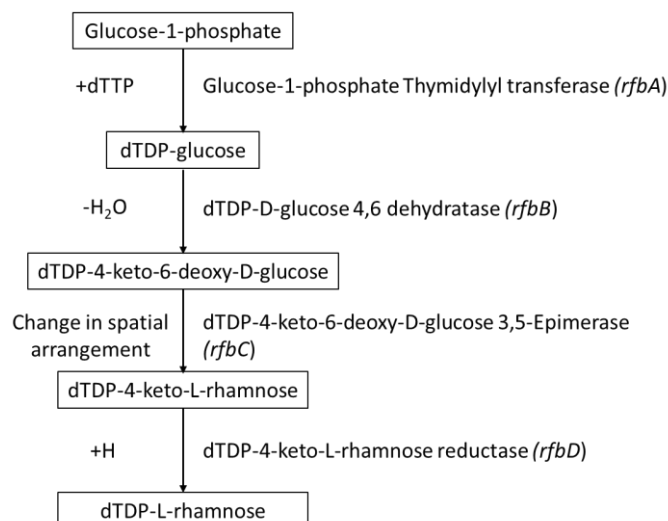 Glucose-1-phosphate
+dTTP
Glucose-1-phosphate Thymidylyl transferase (rfbA)
dTDP-glucose
-H₂O
dTDP-D-glucose 4,6 dehydratase (rfbB)
dTDP-4-keto-6-deoxy-D-glucose
Change in spatial
arrangement
dTDP-4-keto-6-deoxy-D-glucose 3,5-Epimerase
(rfbC)
dTDP-4-keto-L-rhamnose
+H
dTDP-4-keto-L-rhamnose reductase (rfbD)
dTDP-L-rhamnose